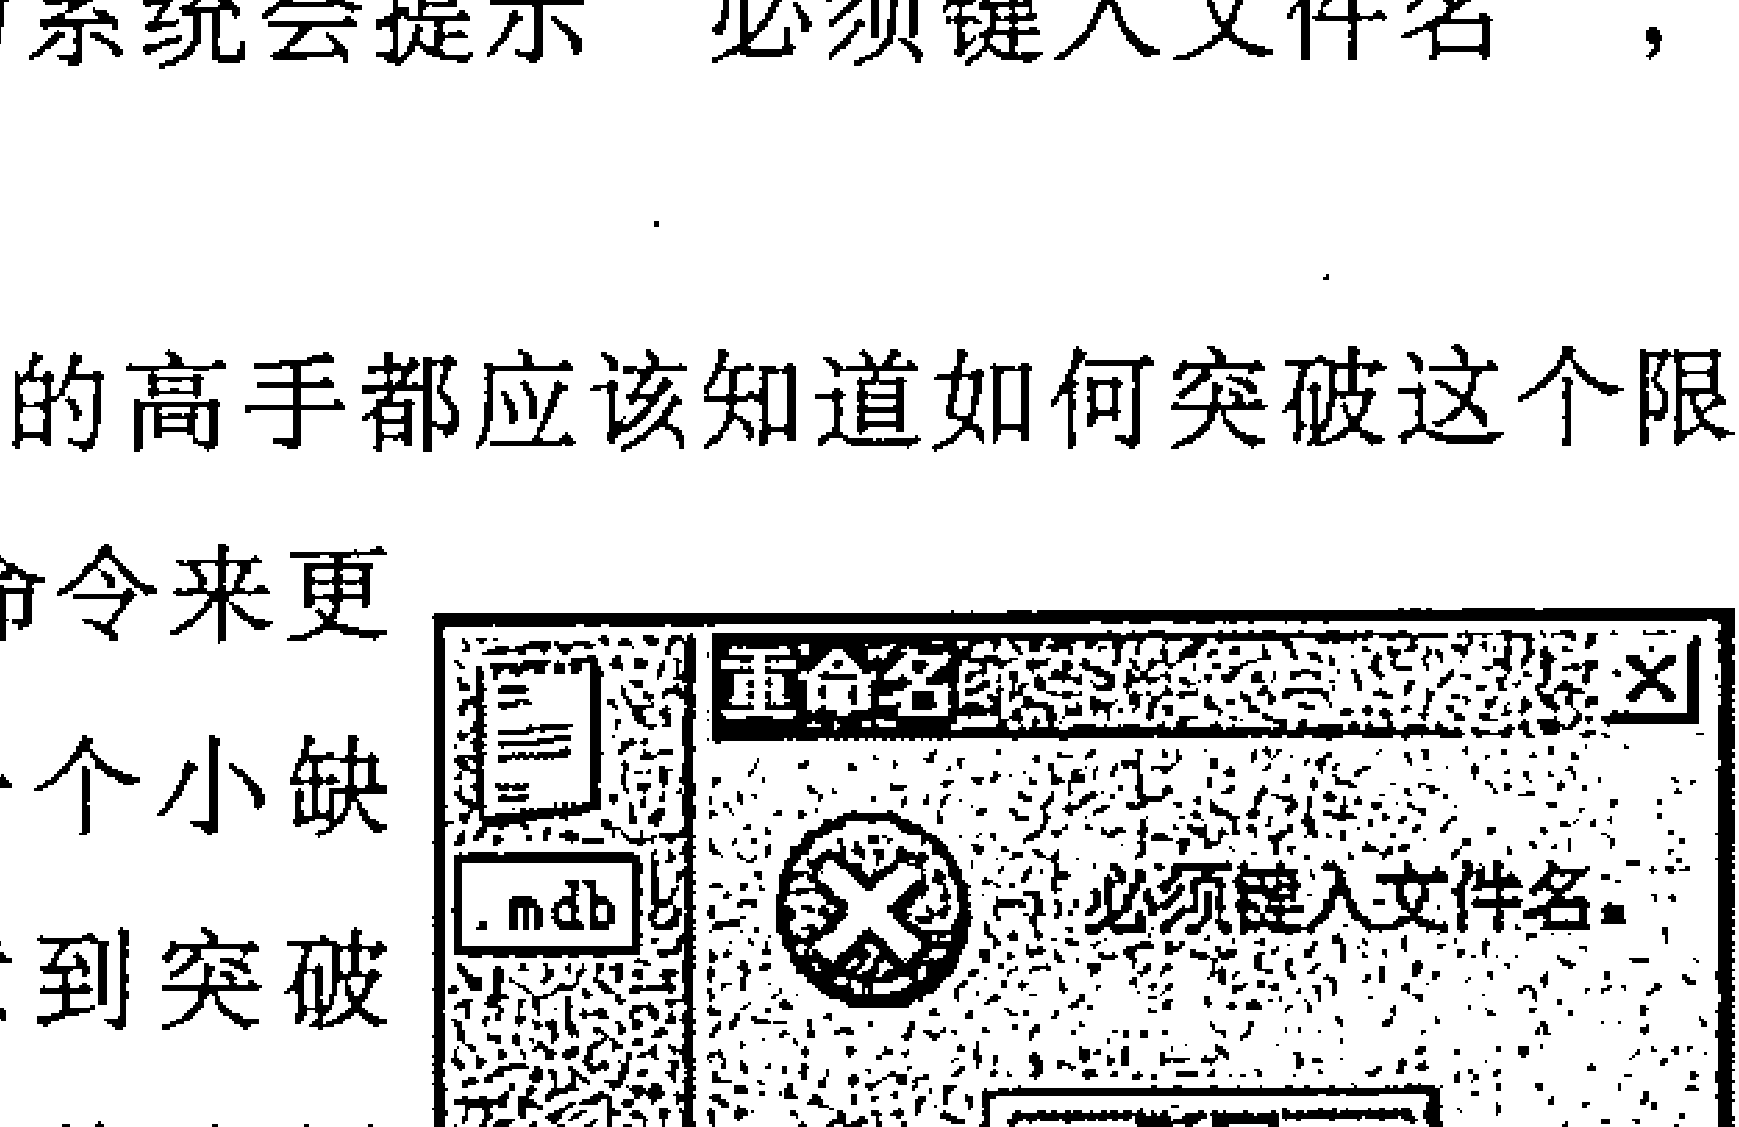 系统会提示 必须键入文件名 ，
的高手都应该知道如何突破这个限
命令来更
个小缺
到突破
重命名
.mdb
必须键入文件名.